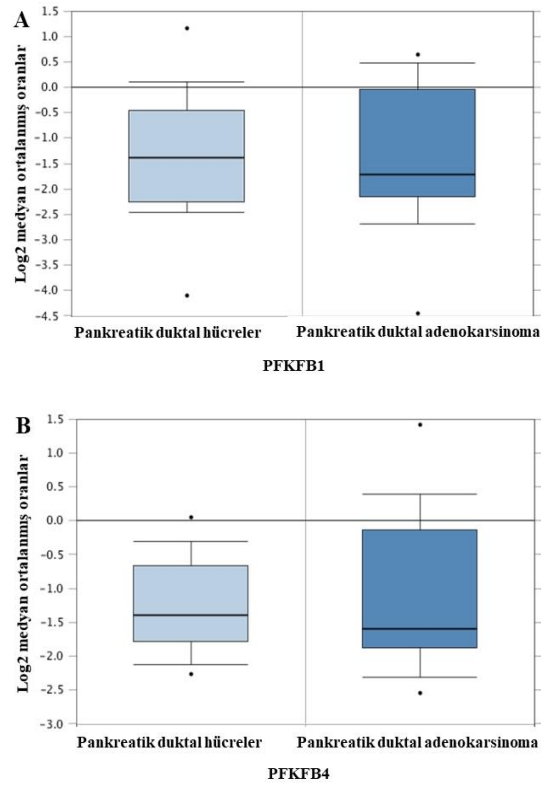 A
Log2 medyan ortalanmış oranlar
1.5
1.0
0.5
0.0
−0.5
−1.0
−1.5
−2.0
−2.5
−3.0
−3.5
−4.0
−4.5
Pankreatik duktal hücreler
Pankreatik duktal adenokarsinoma
PFKFB1
B
Log2 medyan ortalanmış oranlar
1.5
1.0
0.5
0.0
−0.5
−1.0
−1.5
−2.0
−2.5
−3.0
Pankreatik duktal hücreler
Pankreatik duktal adenokarsinoma
PFKFB4